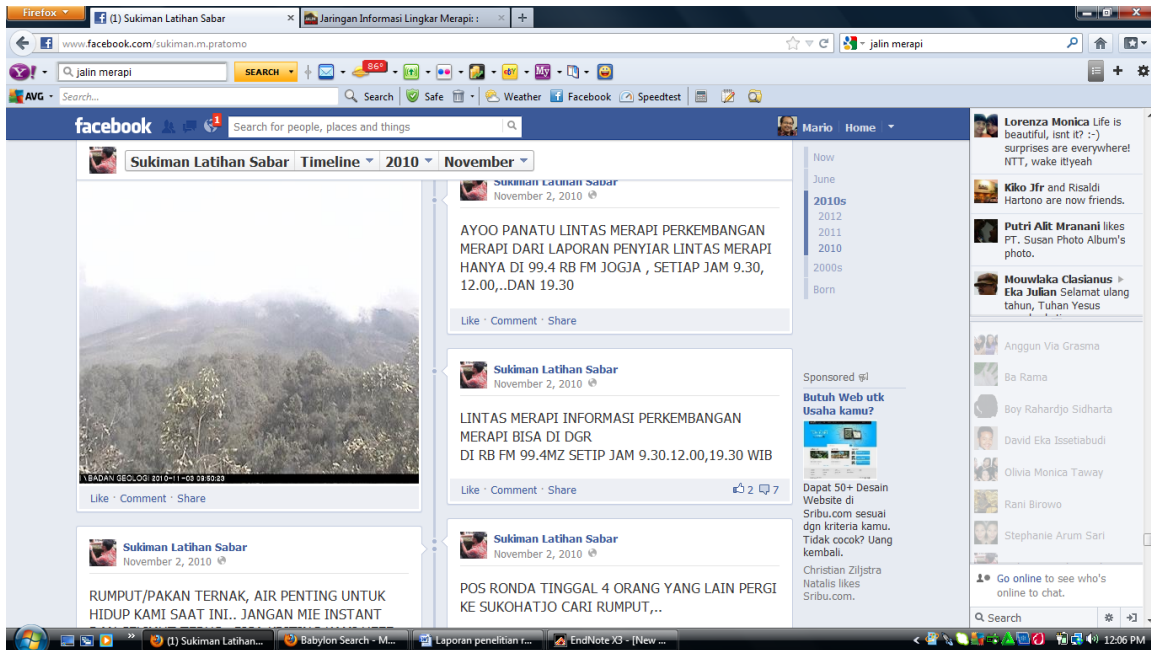 Firefox
(1) Sukiman Latihan Sabar
Jaringan Informasi Lingkar Merapi: :
www.facebook.com/sukiman.m.pratomo
jalin merapi
jalin merapi
SEARCH
86°
My
AVG
Search...
Search
Safe
Weather
Facebook
Speedtest
facebook
1
Search for people, places and things
Mario
Home
Sukiman Latihan Sabar
Timeline
2010
November
1\BADAN GEOLOGI 2010-11-03 09:50:23
Like · Comment · Share
Sukiman Latihan Sabar
November 2, 2010
RUMPUT/PAKAN TERNAK, AIR PENTING UNTUK
HIDUP KAMI SAAT INI.. JANGAN MIE INSTANT
Sukiman Latihan Sabar
November 2, 2010
AYOO PANATU LINTAS MERAPI PERKEMBANGAN
MERAPI DARI LAPORAN PENYIAR LINTAS MERAPI
HANYA DI 99.4 RB FM JOGJA , SETIAP JAM 9.30,
12.00,..DAN 19.30
Like · Comment · Share
Sukiman Latihan Sabar
November 2, 2010
LINTAS MERAPI INFORMASI PERKEMBANGAN
MERAPI BISA DI DGR
DI RB FM 99.4MZ SETIP JAM 9.30.12.00,19.30 WIB
Like · Comment · Share
2
7
Sukiman Latihan Sabar
November 2, 2010
POS RONDA TINGGAL 4 ORANG YANG LAIN PERGI
KE SUKOHATJO CARI RUMPUT,..
Now
June
2010s
2012
2011
2010
2000s
Born
Sponsored
Butuh Web utk
Usaha kamu?
Dapat 50+ Desain
Website di
Sribu.com sesuai
dgn kriteria kamu.
Tidak cocok? Uang
kembali.
Christian Ziljstra
Natalis likes
Sribu.com.
Lorenza Monica Life is
beautiful, isnt it? :-)
surprises are everywhere!
NTT, wake it!yeah
Kiko Jfr and Risaldi
Hartono are now friends.
Putri Alit Mranani likes
PT. Susan Photo Album's
photo.
Mouwlaka Clasianus
Eka Julian Selamat ulang
tahun, Tuhan Yesus
Anggun Via Grasma
Ba Rama
Boy Rahardjo Sidharta
David Eka Issetiabudi
Olivia Monica Taway
Rani Birowo
Stephanie Arum Sari
Go online to see who's
online to chat.
Search
(1) Sukiman Latihan...
Babylon Search - M...
Laporan penelitian r...
EndNote X3 - [New ...
12:06 PM